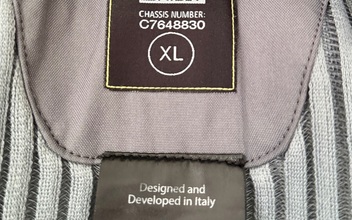 CHASSIS NUMBER:
C7648830
XL
Designed and
Developed in Italy